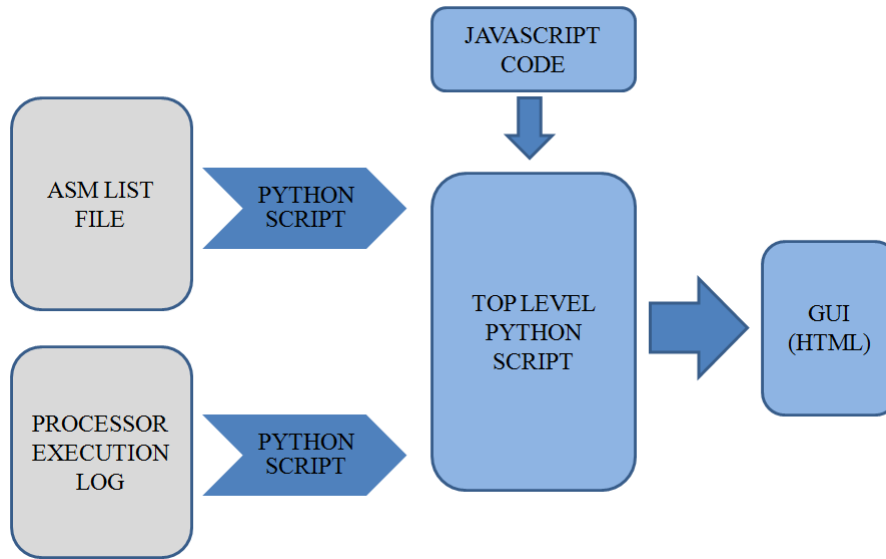 JAVASCRIPT
CODE
ASM LIST
FILE
PYTHON
SCRIPT
TOP LEVEL
PYTHON
SCRIPT
GUI
(HTML)
PROCESSOR
EXECUTION
LOG
PYTHON
SCRIPT